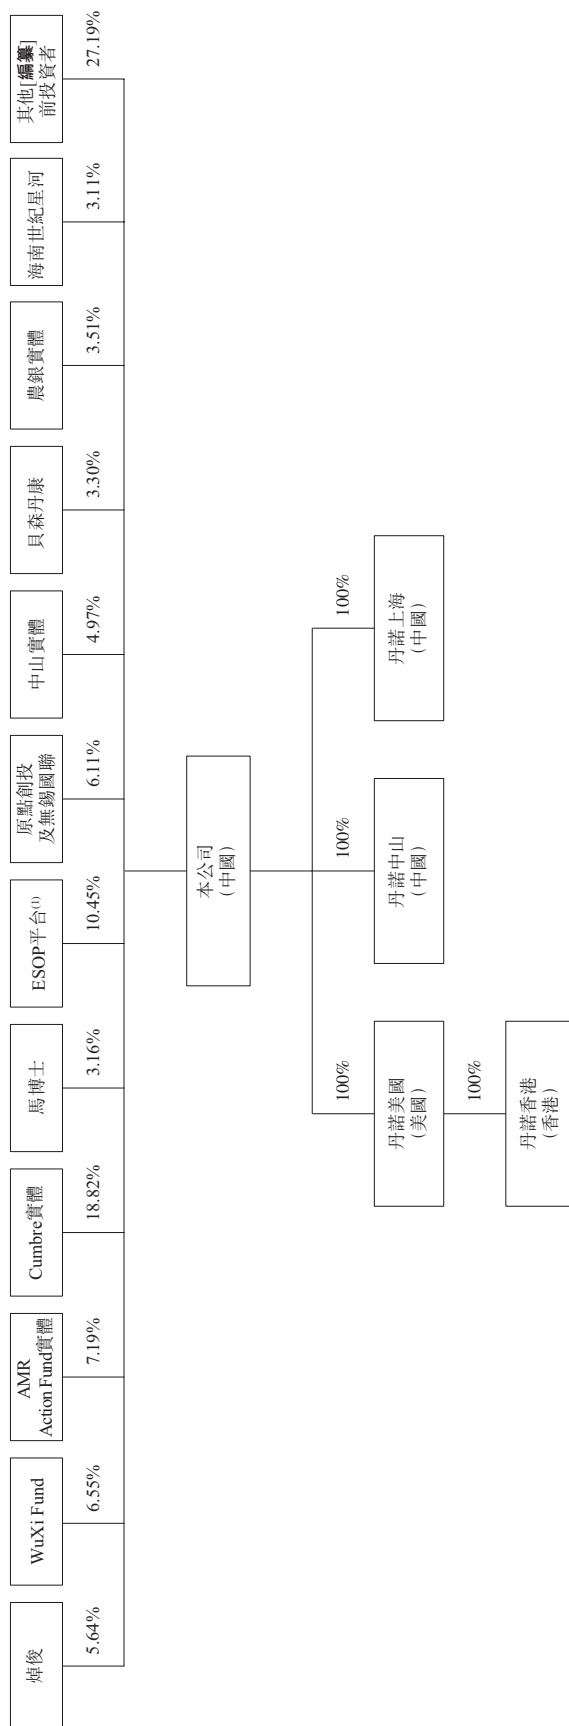 焯俊
5.64%
WuXi Fund
6.55%
AMR
Action Fund實體
7.19%
Cumbre實體
18.82%
馬博士
3.16%
ESOP平台(1)
10.45%
原點創投
及無錫國聯
6.11%
中山實體
4.97%
貝森丹康
3.30%
農銀實體
3.51%
海南世紀星河
3.11%
其他[編纂]
前投資者
27.19%
本公司
(中國)
100%
丹諾美國
(美國)
100%
丹諾中山
(中國)
100%
丹諾上海
(中國)
100%
丹諾香港
(香港)